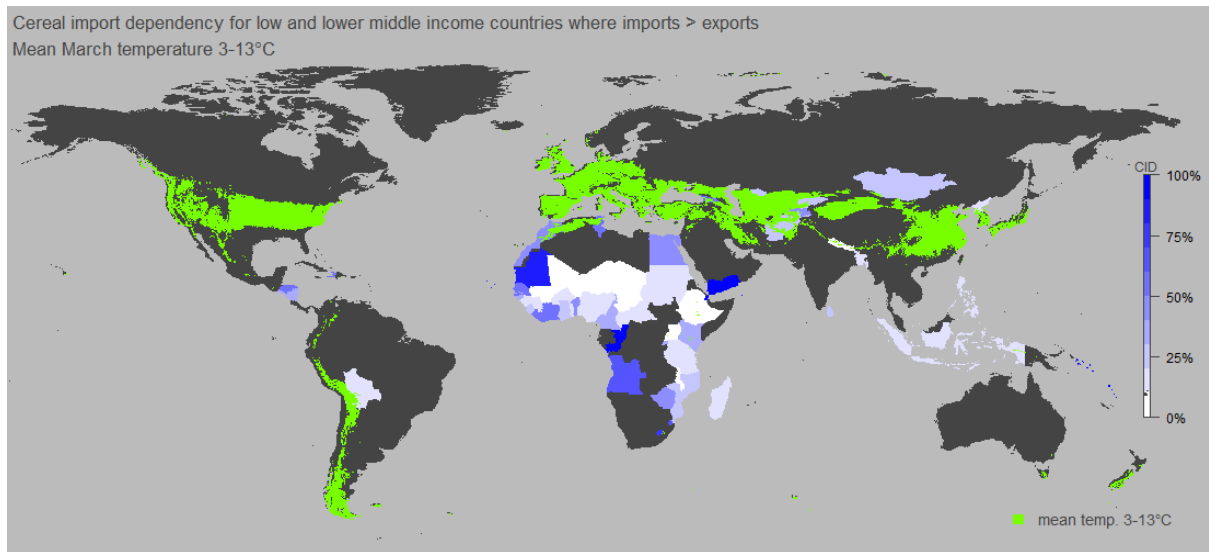 Cereal import dependency for low and lower middle income countries where imports > exports
Mean March temperature 3-13°C
CID
100%
75%
50%
25%
0%
mean temp. 3-13°C